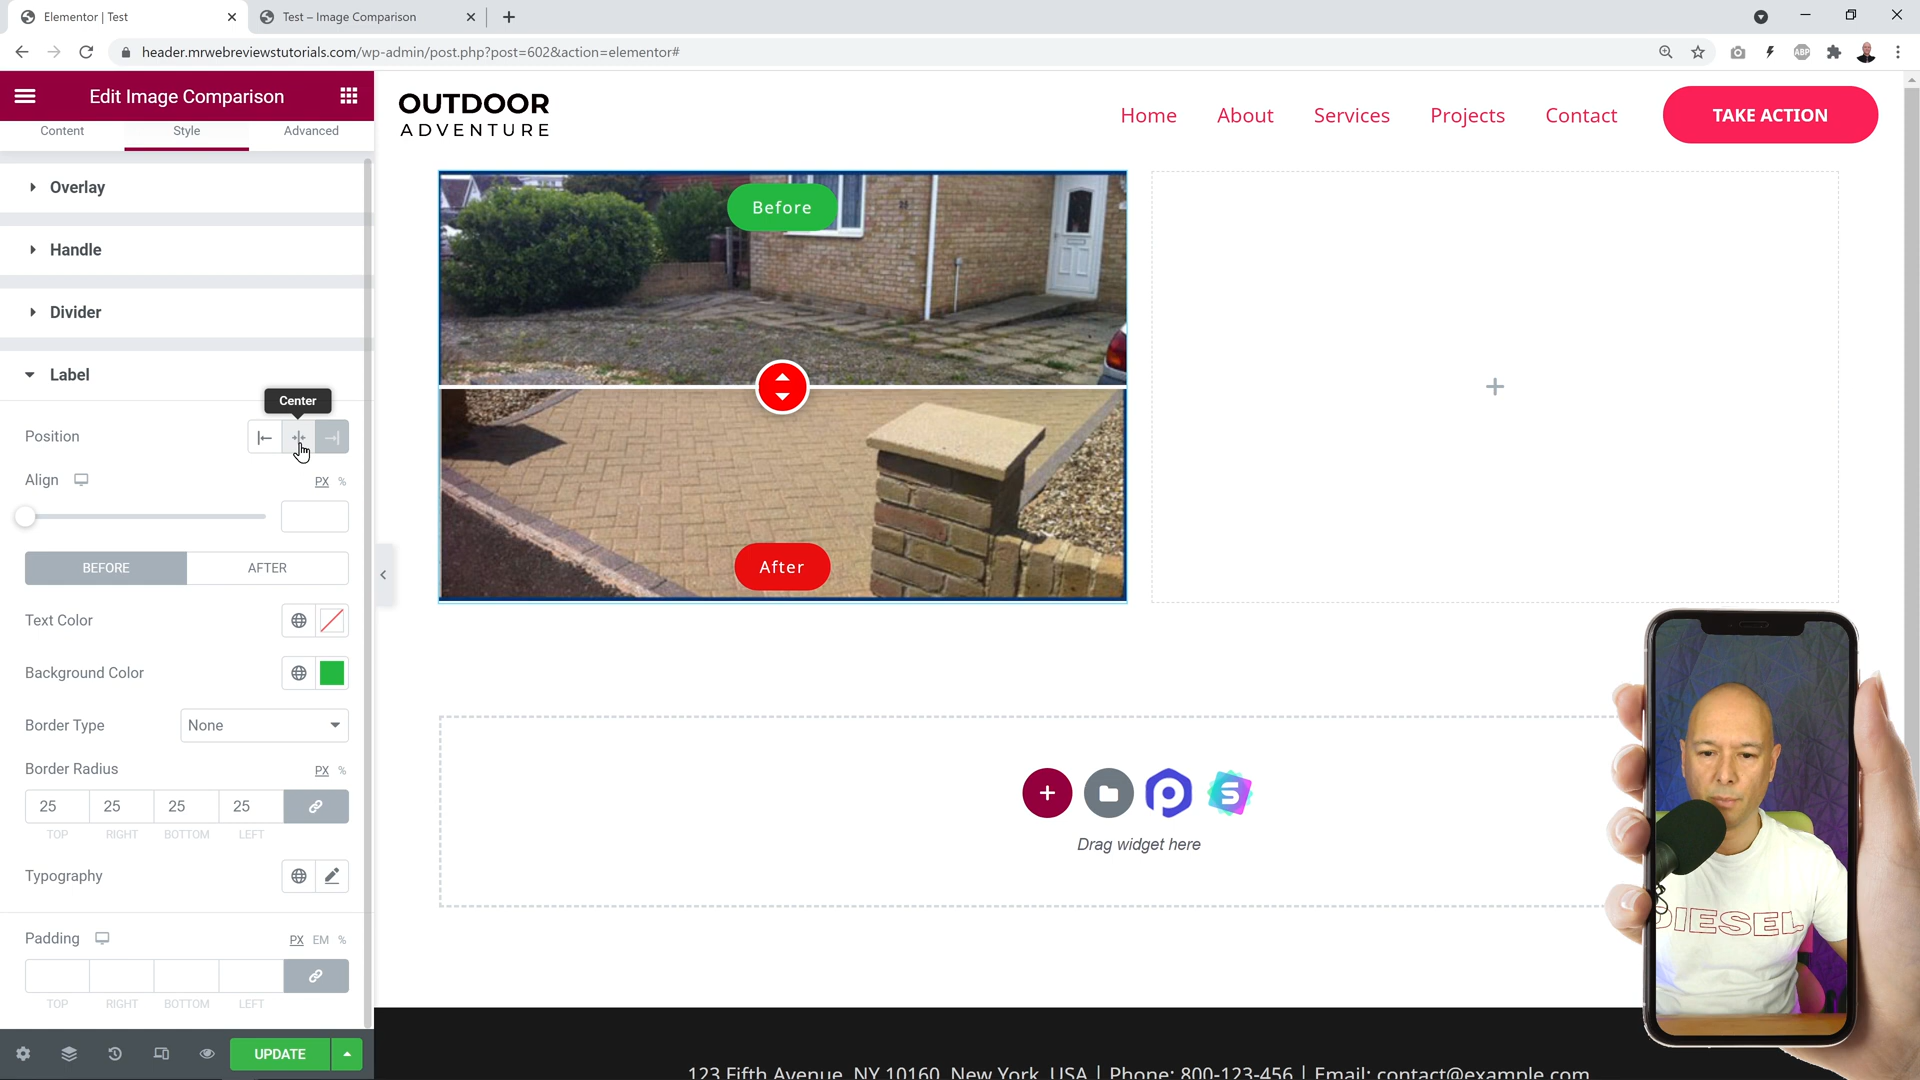 Elementor | Test
Test – Image Comparison
header.mrwebreviewstutorials.com/wp-admin/post.php?post=602&action=elementor#
ABP
Edit Image Comparison
Content Style Advanced
Overlay
Handle
Divider
Label
Center
Position
Align PX %
BEFORE AFTER
Text Color
Background Color
Border Type None
Border Radius PX %
25 25 25 25
TOP RIGHT BOTTOM LEFT
Typography
Padding PX EM %
TOP RIGHT BOTTOM LEFT
UPDATE
OUTDOOR
ADVENTURE
Home About Services Projects Contact TAKE ACTION
Before
After
Drag widget here
DIESEL
123 Fifth Avenue, NY 10160, New York, USA | Phone: 800-123-456 | Email: contact@example.com